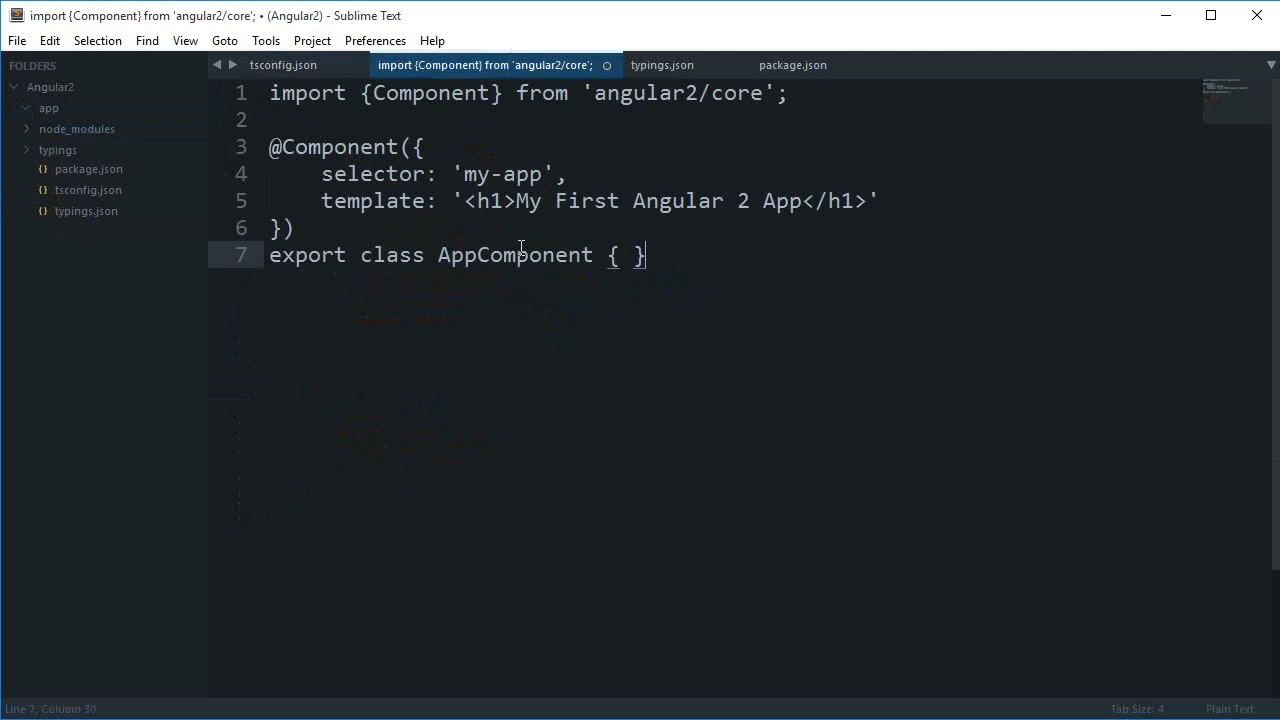 import {Component} from 'angular2/core'; • (Angular2) - Sublime Text
File Edit Selection Find View Goto Tools Project Preferences Help
FOLDERS
Angular2
app
node_modules
typings
package.json
tsconfig.json
typings.json
tsconfig.json import {Component} from 'angular2/core'; typings.json package.json
1 import {Component} from 'angular2/core';
2
3 @Component({
4 selector: 'my-app',
5 template: '<h1>My First Angular 2 App</h1>'
6 })
7 export class AppComponent { }
Line 7, Column 30 Tab Size: 4 Plain Text